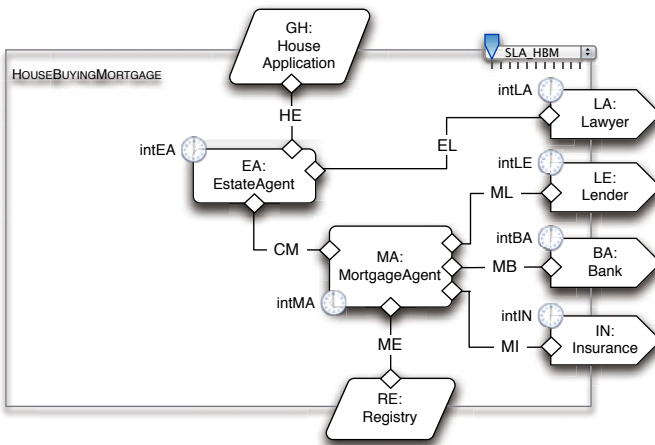 GH:
House
Application
SLA_HBM
HOUSEBUYINGMORTGAGE
intLA
LA:
Lawyer
HE
EL
intEA
EA:
EstateAgent
intLE
LE:
Lender
ML
CM
MA:
MortgageAgent
intBA
BA:
Bank
MB
intMA
intIN
IN:
Insurance
MI
ME
RE:
Registry